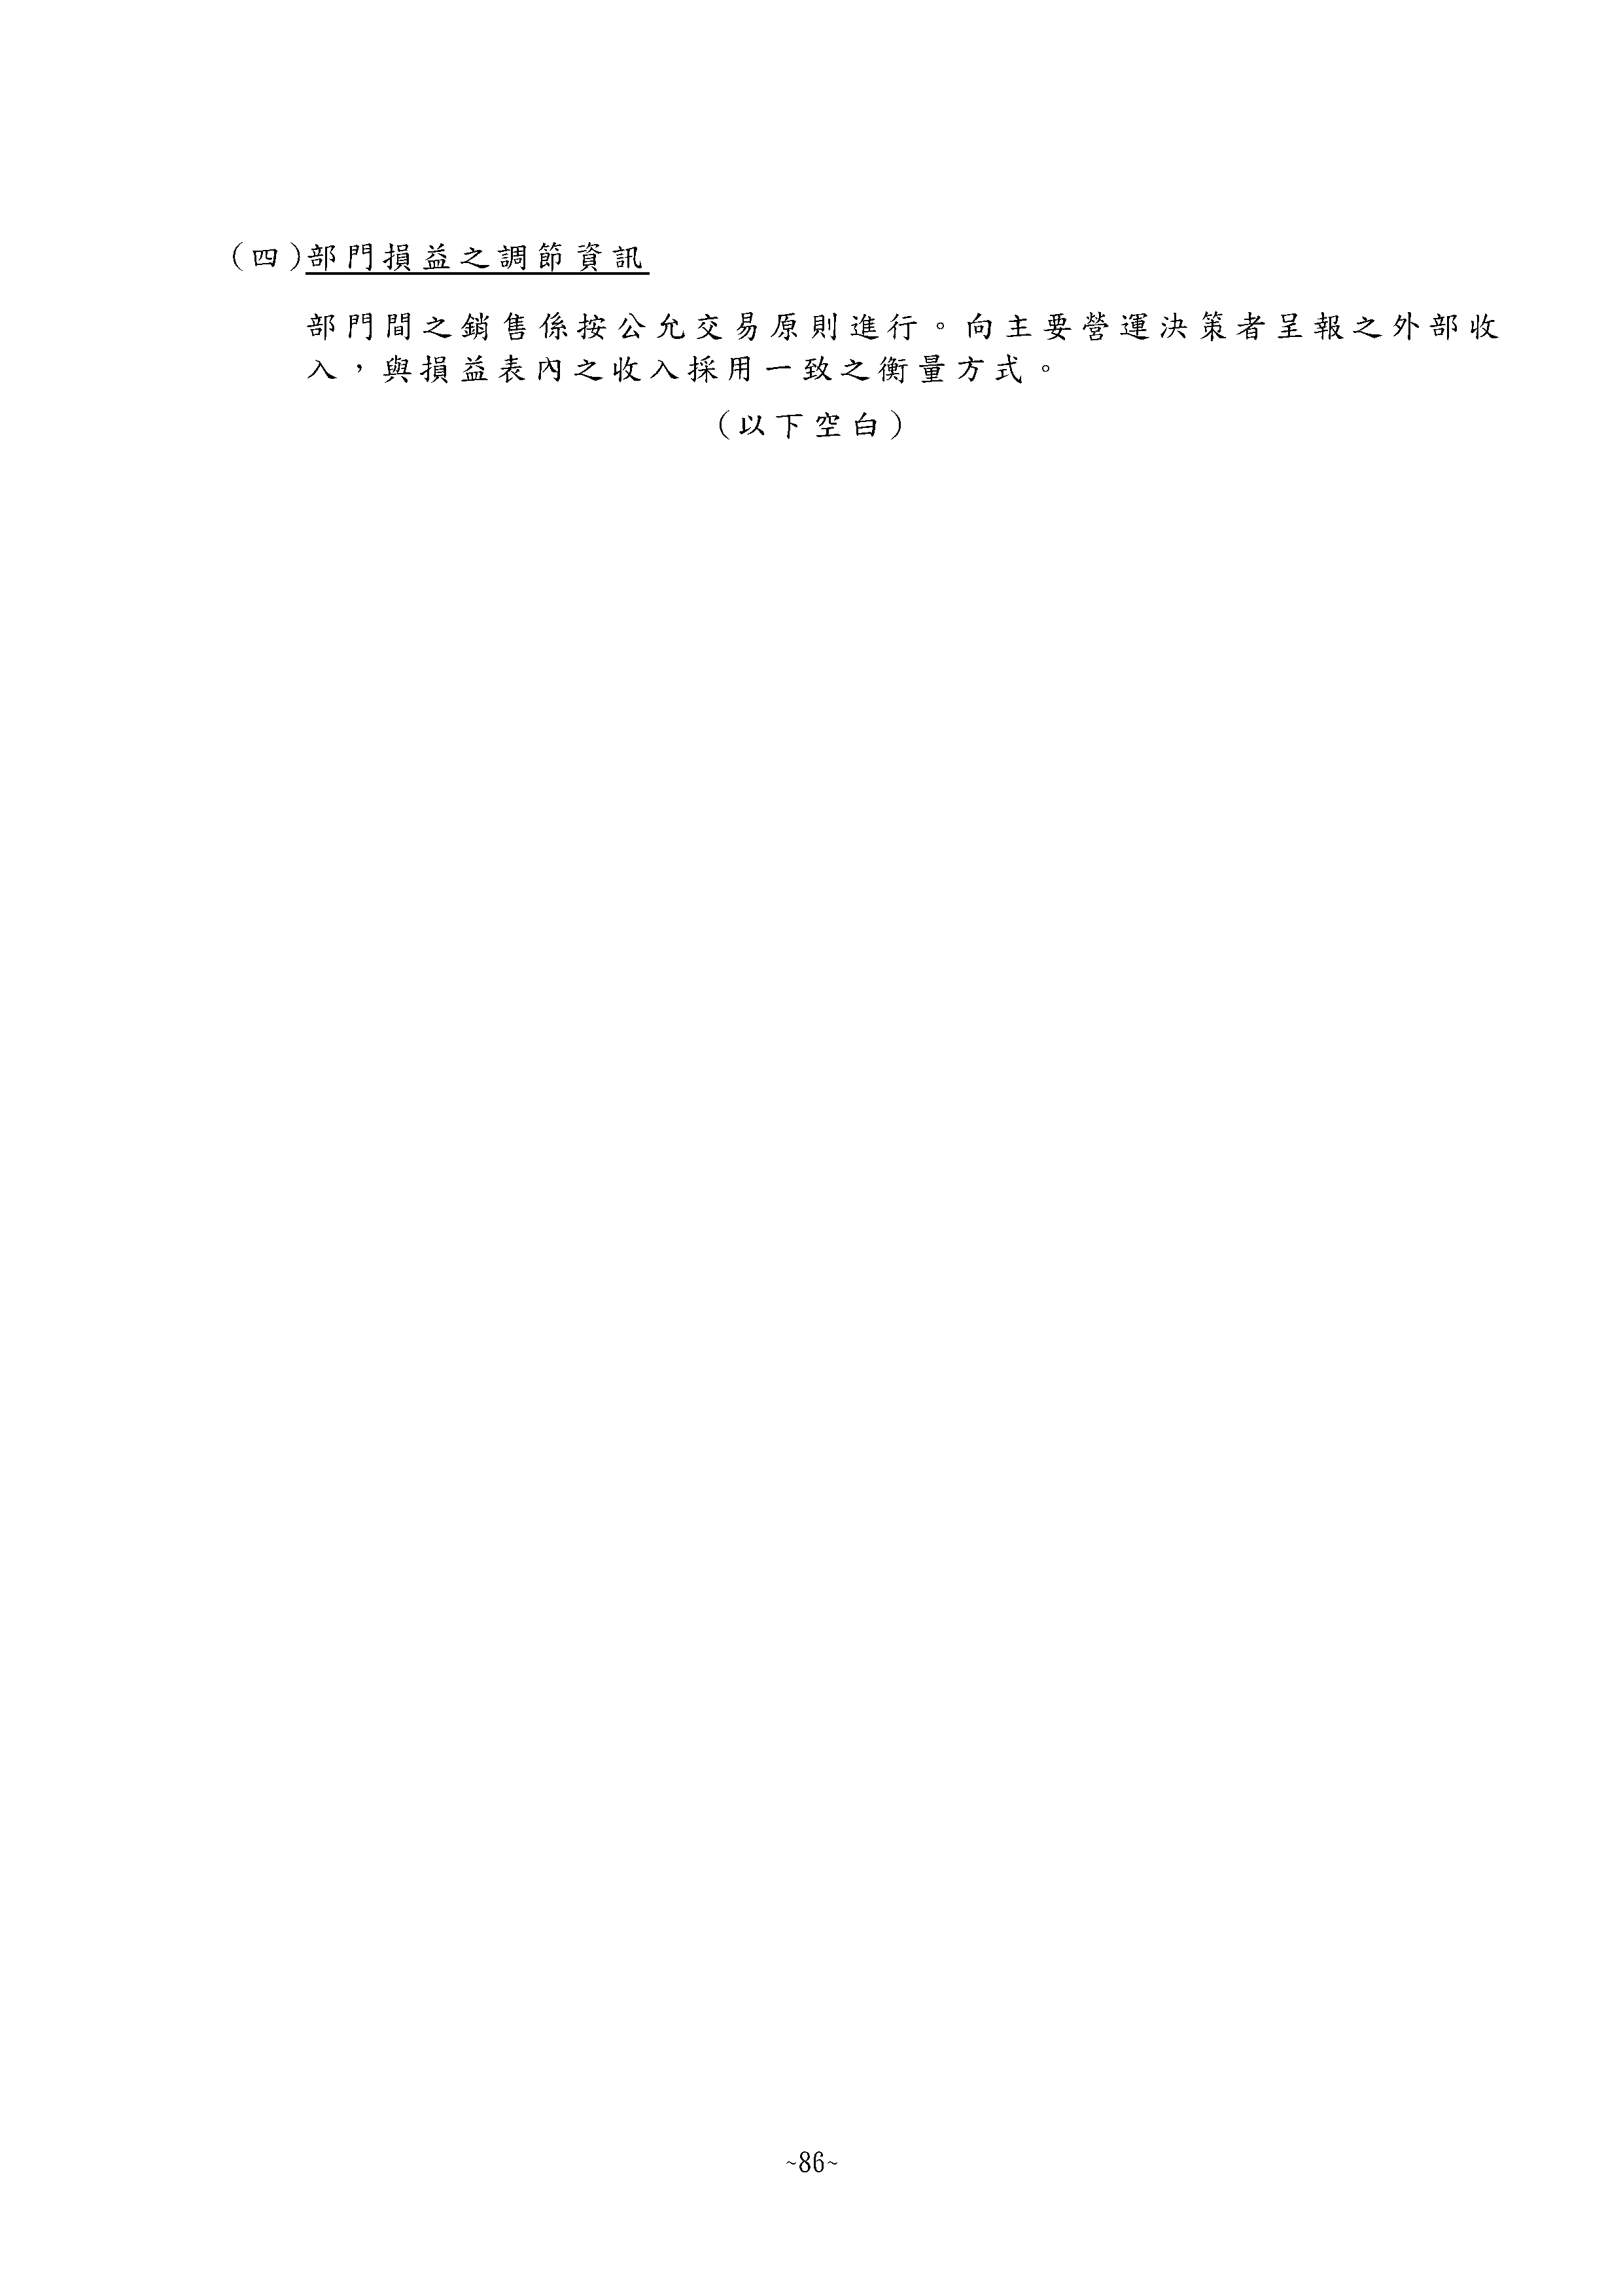 (四)部門損益之調節資訊
部門間之銷售係按公允交易原則進行。向主要營運決策者呈報之外部收
入，與損益表內之收入採用一致之衡量方式。
(以下空白)
~86~